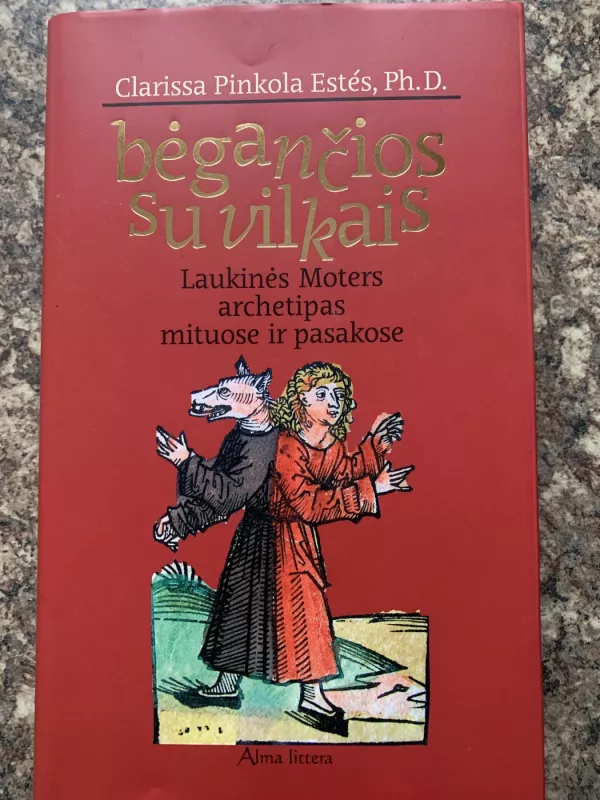 Clarissa Pinkola Estés, Ph.D.
bėgančios
su vilkais
Laukinės Moters
archetipas
mituose ir pasakose
Alma littera